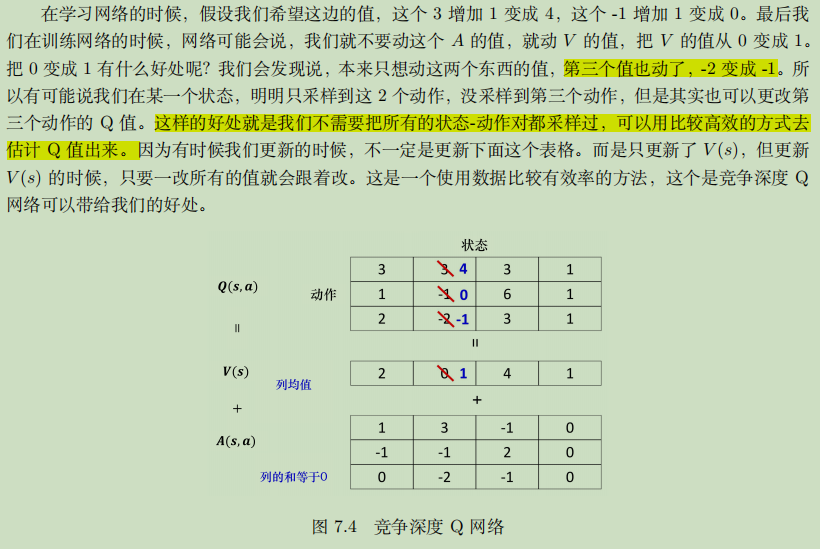 在学习网络的时候，假设我们希望这边的值，这个 3 增加 1 变成 4，这个 -1 增加 1 变成 0。最后我
们在训练网络的时候，网络可能会说，我们就不要动这个 A 的值，就动 V 的值，把 V 的值从 0 变成 1。
把 0 变成 1 有什么好处呢？我们会发现说，本来只想动这两个东西的值，第三个值也动了，-2 变成 -1。所
以有可能说我们在某一个状态，明明只采样到这 2 个动作，没采样到第三个动作，但是其实也可以更改第
三个动作的 Q 值。这样的好处就是我们不需要把所有的状态-动作对都采样过，可以用比较高效的方式去
估计 Q 值出来。因为有时候我们更新的时候，不一定是更新下面这个表格。而是只更新了 V(s)，但更新
V(s) 的时候，只要一改所有的值就会跟着改。这是一个使用数据比较有效率的方法，这个是竞争深度 Q
网络可以带给我们的好处。
状态
3 3 4 3 1
Q(s,a) 动作 1 -1 0 6 1
2 -2 -1 3 1
= =
V(s) 列均值 2 0 1 4 1
+ +
1 3 -1 0
A(s,a) -1 -1 2 0
列的和等于0 0 -2 -1 0
图 7.4 竞争深度 Q 网络